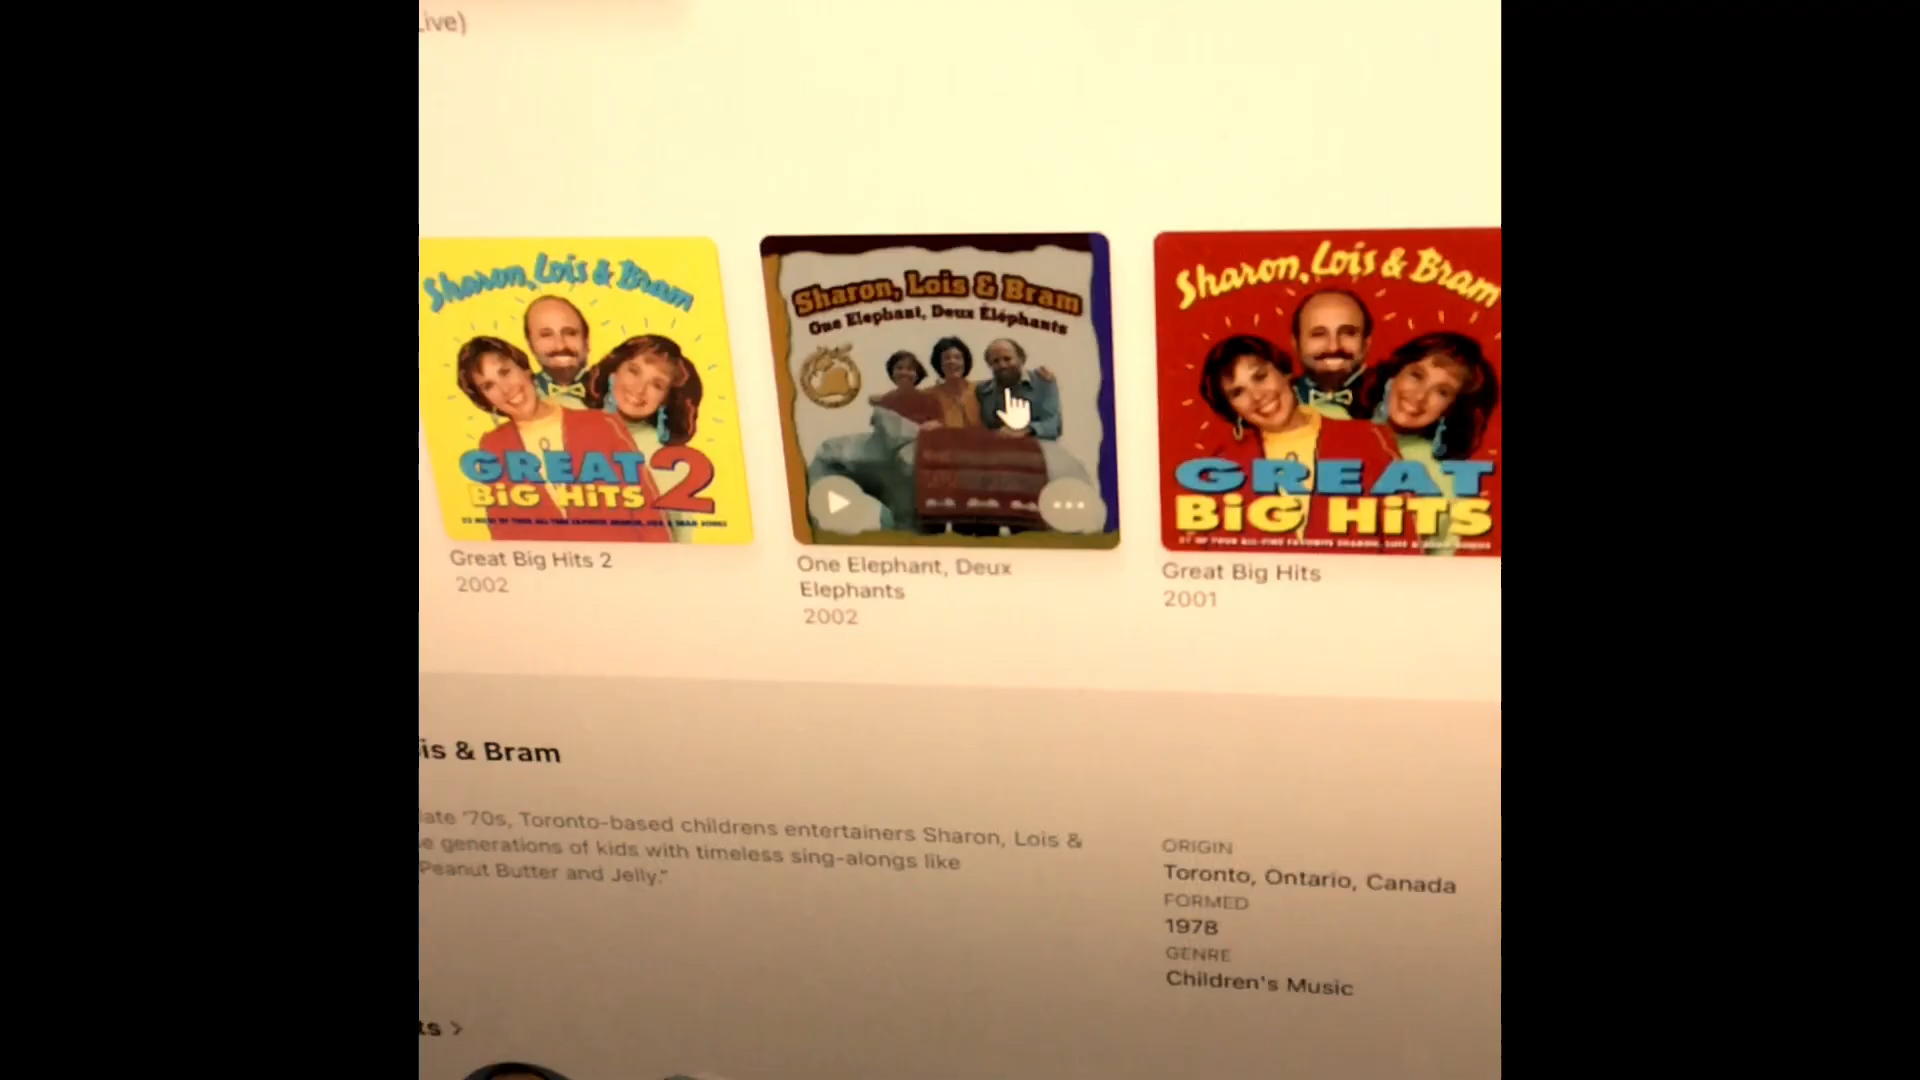 Live)
Sharon, Lois & Bram
GREAT
BiG HiTS 2
Sharon, Lois & Bram
One Elephant, Deux Éléphants
Sharon, Lois & Bram
GREAT
BiG HiTS
Great Big Hits 2
2002
One Elephant, Deux
Elephants
2002
Great Big Hits
2001
is & Bram
late '70s, Toronto-based childrens entertainers Sharon, Lois &
e generations of kids with timeless sing-alongs like
Peanut Butter and Jelly."
ORIGIN
Toronto, Ontario, Canada
FORMED
1978
GENRE
Children's Music
ts >